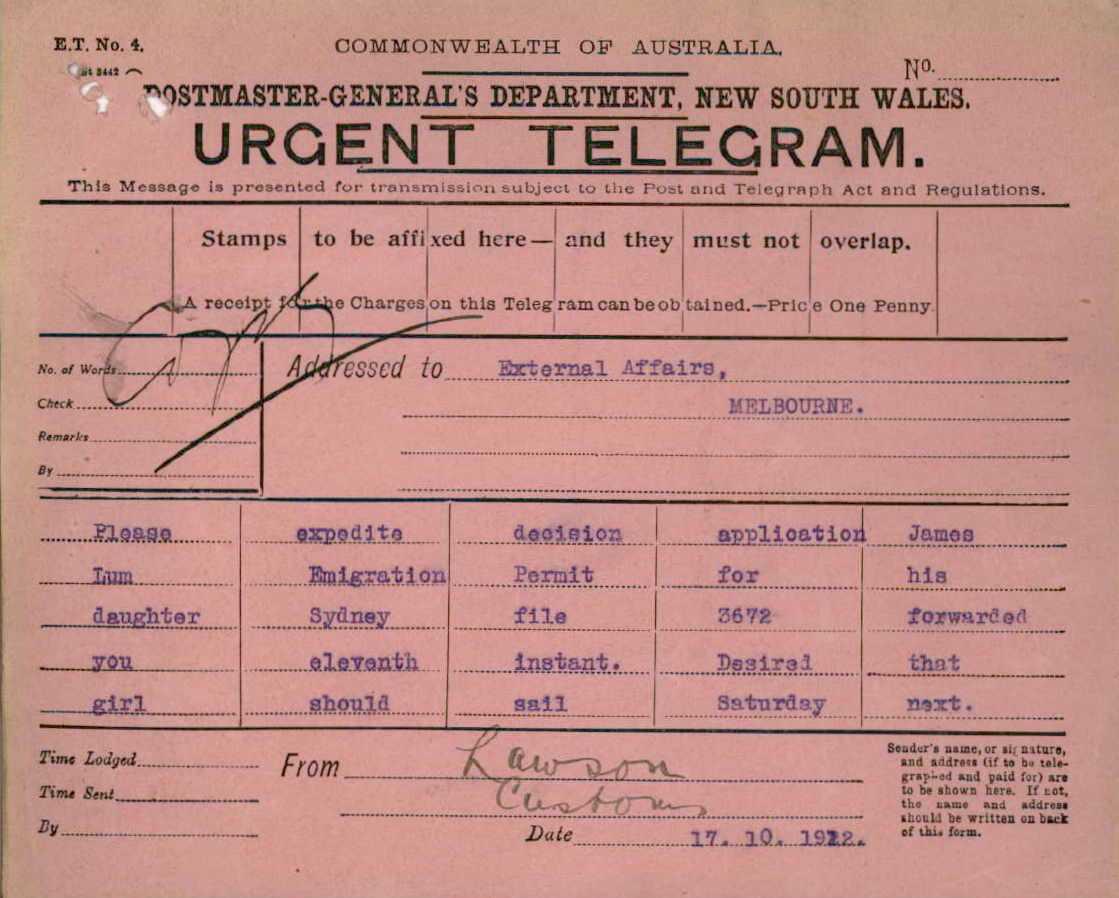 E.T. No. 4.
COMMONWEALTH OF AUSTRALIA.
No.
POSTMASTER-GENERAL'S DEPARTMENT, NEW SOUTH WALES.
URGENT TELEGRAM.
This Message is presented for transmission subject to the Post and Telegraph Act and Regulations.
Stamps to be affixed here— and they must not overlap.
A receipt for the Charges on this Telegram can be obtained.—Price One Penny.
No. of Words
Addressed to External Affairs,
Check
MELBOURNE.
Remarks
By
Please expedite decision application James
Lum Emigration Permit for his
daughter Sydney file 3672 forwarded
you eleventh instant. Desired that
girl should sail Saturday next.
Time Lodged
From Lawson
Time Sent
Customs
By
Date 17. 10. 1922.
Sender's name, or signature,
and address (if to be tele-
graphed and paid for) are
to be shown here. If not,
the name and address
should be written on back
of this form.